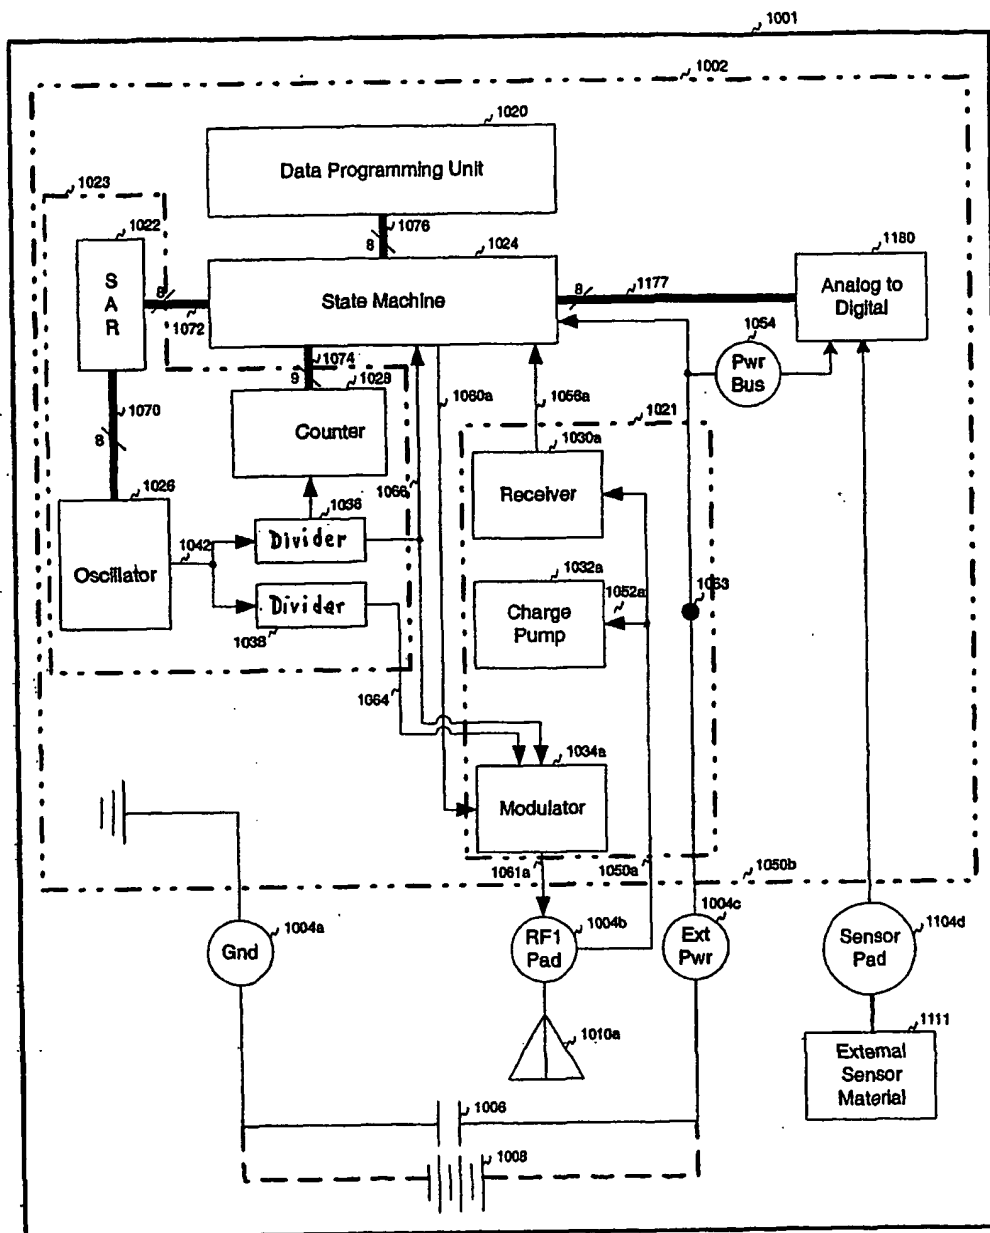 1001
1002
1020
Data Programming Unit
1023
1022
SAR
8
1076
1024
State Machine
8
1072
8
1177
1180
Analog to
Digital
1054
Pwr
Bus
1074
9
1028
Counter
1060a
1056a
1021
1070
8
1030a
Receiver
1066
1026
Oscillator
1042
1036
Divider
Divider
1038
1032a
Charge
Pump
1052a
1053
1064
1034a
Modulator
1061a
1050a
1050b
1004a
Gnd
1004b
RF1
Pad
1004c
Ext
Pwr
1104d
Sensor
Pad
1010a
1111
External
Sensor
Material
1006
1008